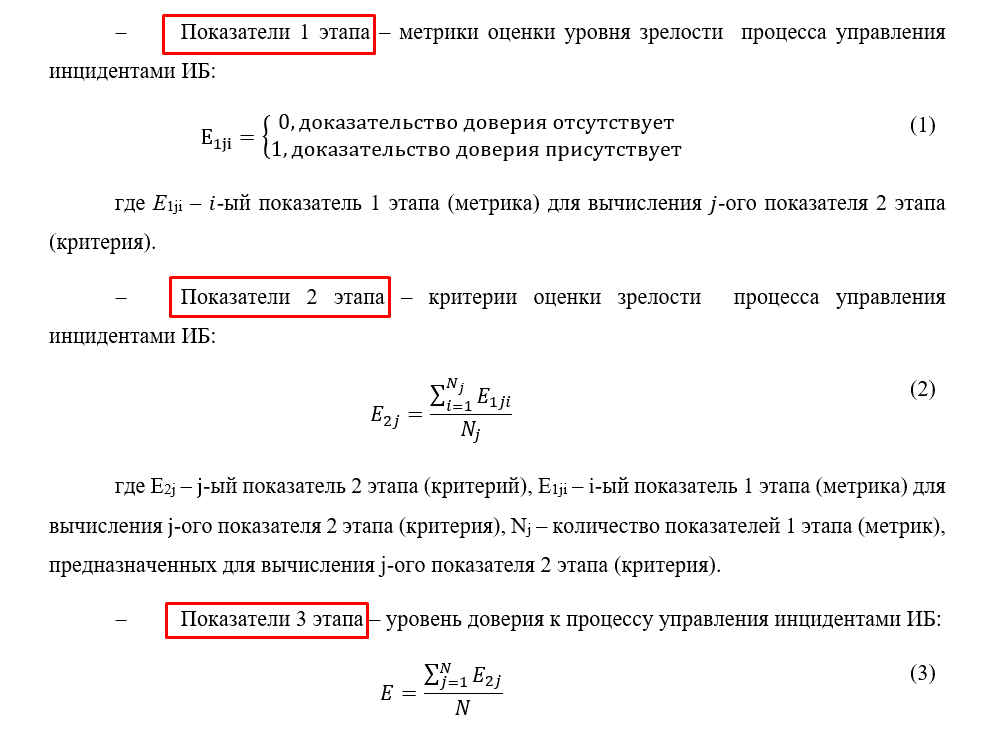 – Показатели 1 этапа – метрики оценки уровня зрелости процесса управления
инцидентами ИБ:
E₁ji = { 0, доказательство доверия отсутствует
1, доказательство доверия присутствует
(1)
где E₁ji – i-ый показатель 1 этапа (метрика) для вычисления j-ого показателя 2 этапа
(критерия).
– Показатели 2 этапа – критерии оценки зрелости процесса управления
инцидентами ИБ:
E₂j = ∑_{i=1}^{Nj} E₁ji / Nj (2)
где E₂j – j-ый показатель 2 этапа (критерий), E₁ji – i-ый показатель 1 этапа (метрика) для
вычисления j-ого показателя 2 этапа (критерия), Nj – количество показателей 1 этапа (метрик),
предназначенных для вычисления j-ого показателя 2 этапа (критерия).
– Показатели 3 этапа – уровень доверия к процессу управления инцидентами ИБ:
E = ∑_{j=1}^{N} E₂j / N (3)